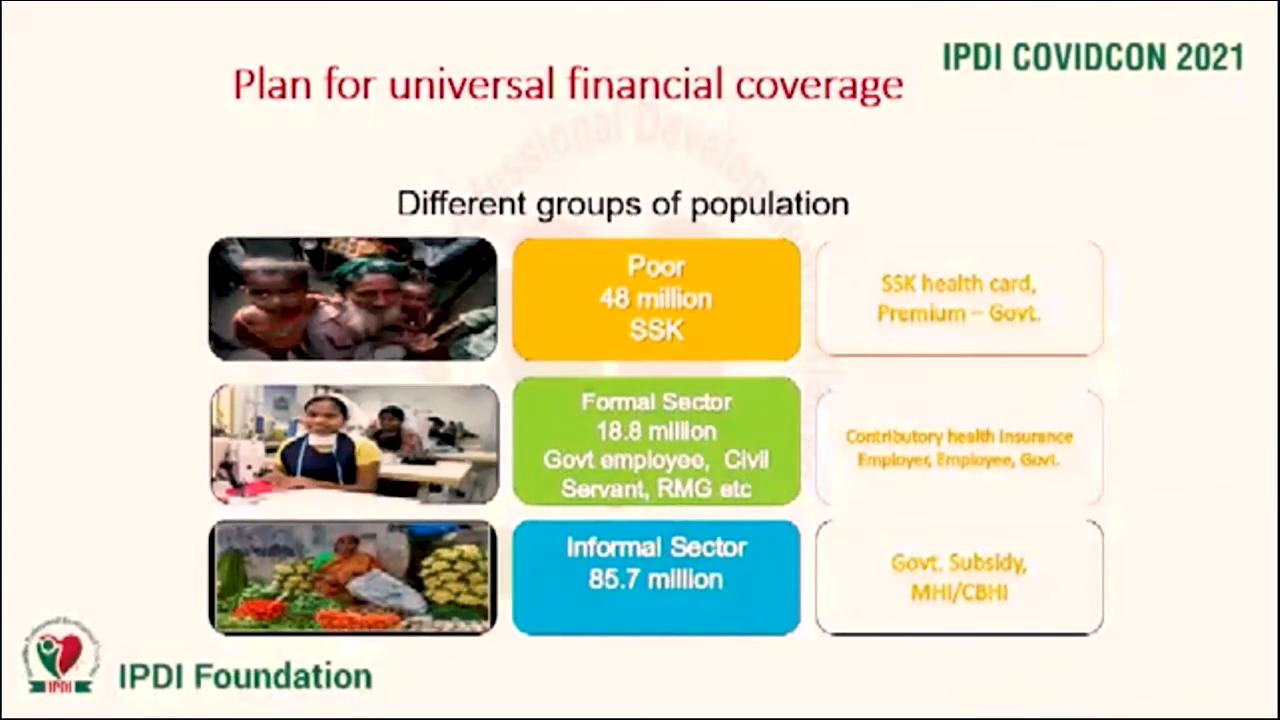 IPDI COVIDCON 2021
Plan for universal financial coverage
Different groups of population
Poor
48 million
SSK
SSK health card,
Premium – Govt.
Formal Sector
18.8 million
Govt employee, Civil
Servant, RMG etc
Contributory health Insurance
Employer, Employee, Govt.
Informal Sector
85.7 million
Govt. Subsidy,
MHI/CBHI
IPDI
IPDI Foundation